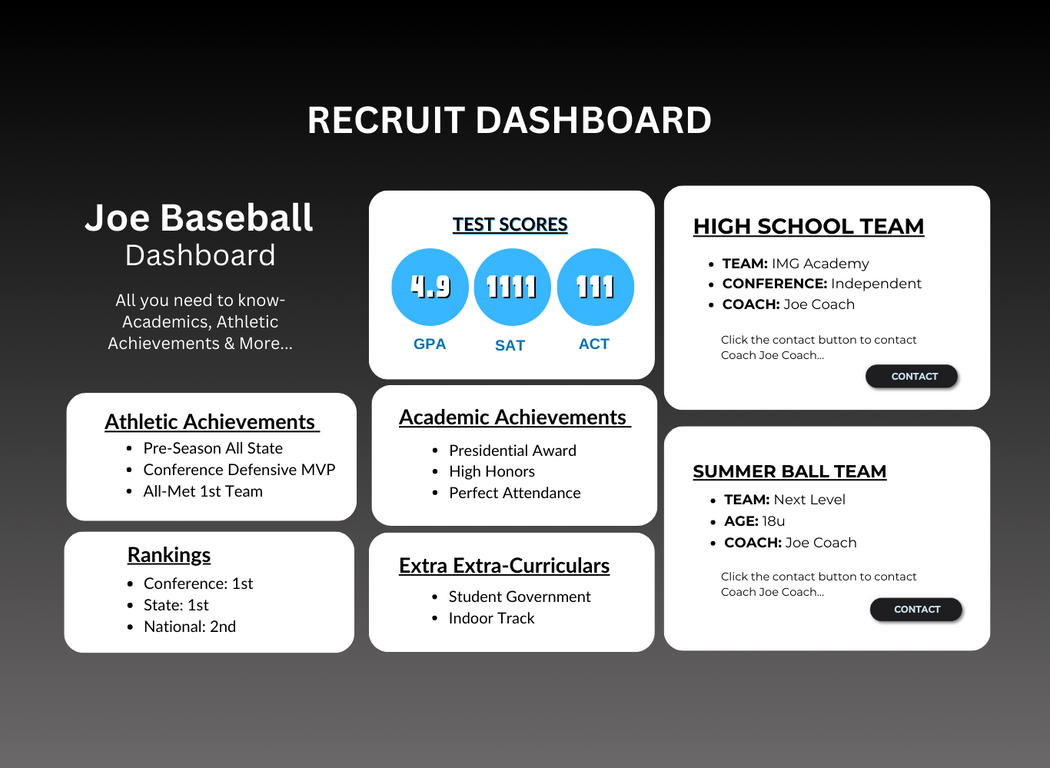 RECRUIT DASHBOARD
Joe Baseball
Dashboard
All you need to know-
Academics, Athletic
Achievements & More...
TEST SCORES
4.9
1111
111
GPA
SAT
ACT
HIGH SCHOOL TEAM
• TEAM: IMG Academy
• CONFERENCE: Independent
• COACH: Joe Coach
Click the contact button to contact
Coach Joe Coach...
CONTACT
Athletic Achievements
• Pre-Season All State
• Conference Defensive MVP
• All-Met 1st Team
Academic Achievements
• Presidential Award
• High Honors
• Perfect Attendance
SUMMER BALL TEAM
• TEAM: Next Level
• AGE: 18u
• COACH: Joe Coach
Click the contact button to contact
Coach Joe Coach...
CONTACT
Rankings
• Conference: 1st
• State: 1st
• National: 2nd
Extra Extra-Curriculars
• Student Government
• Indoor Track